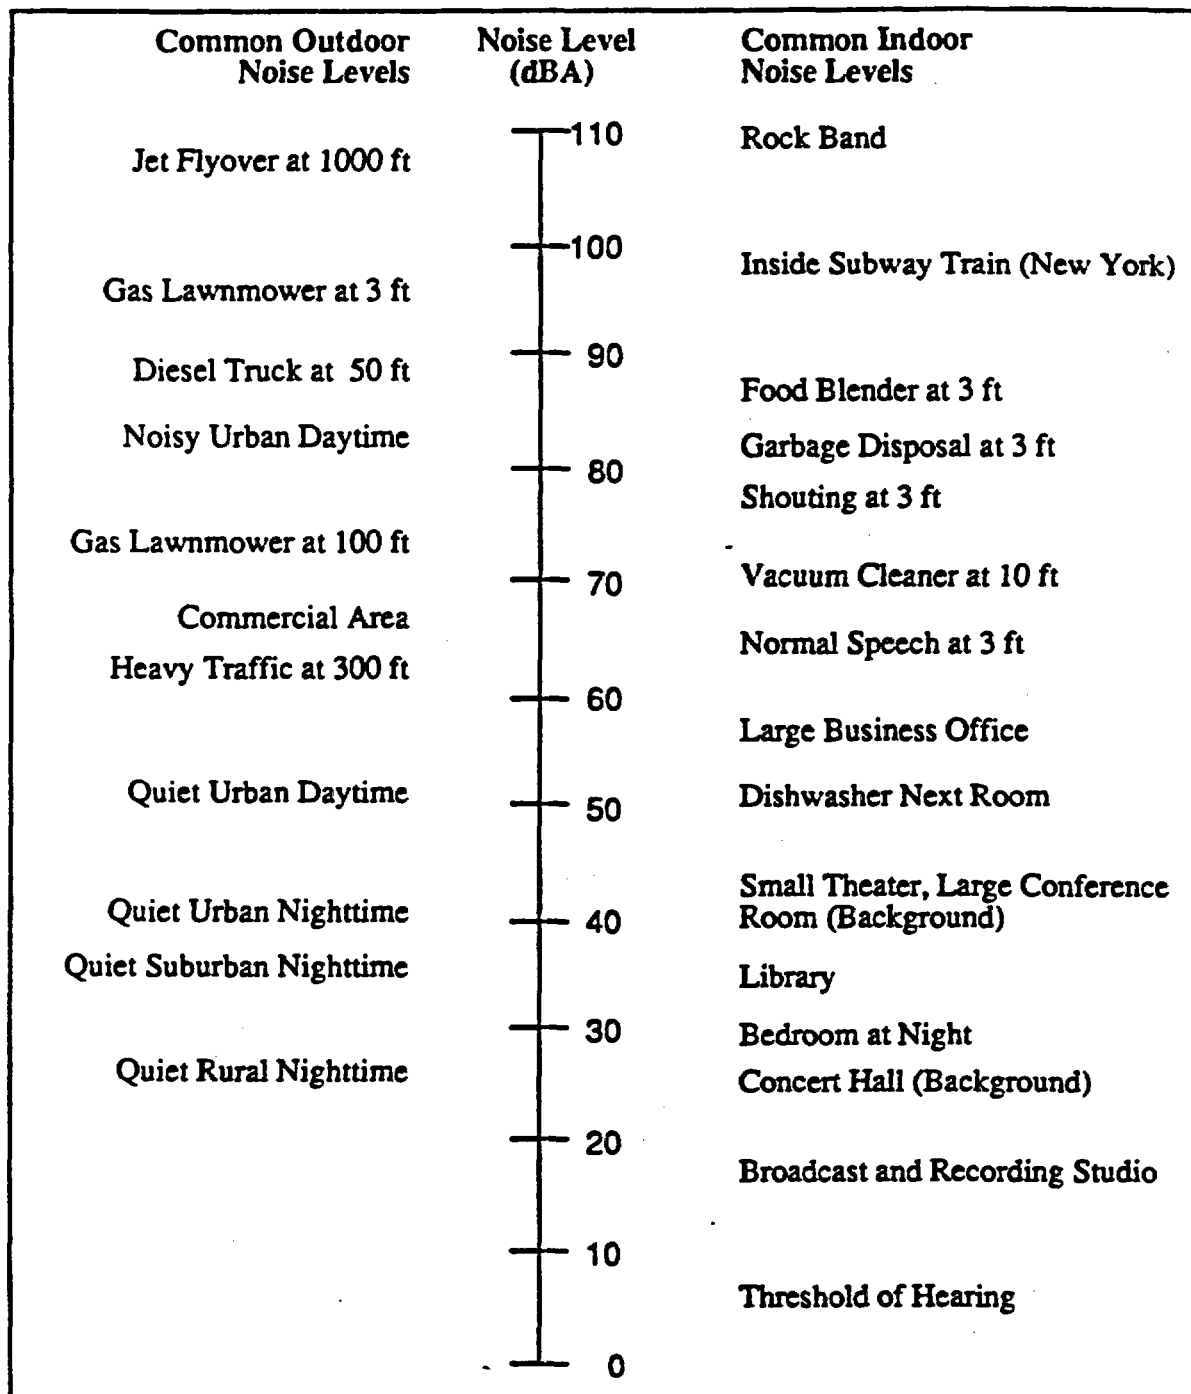 Common Outdoor
Noise Levels
Noise Level
(dBA)
Common Indoor
Noise Levels
110
Rock Band
Jet Flyover at 1000 ft
100
Inside Subway Train (New York)
Gas Lawnmower at 3 ft
90
Diesel Truck at 50 ft
Food Blender at 3 ft
Noisy Urban Daytime
Garbage Disposal at 3 ft
80
Shouting at 3 ft
Gas Lawnmower at 100 ft
70
Vacuum Cleaner at 10 ft
Commercial Area
Normal Speech at 3 ft
Heavy Traffic at 300 ft
60
Large Business Office
Quiet Urban Daytime
50
Dishwasher Next Room
Small Theater, Large Conference
Room (Background)
Quiet Urban Nighttime
40
Quiet Suburban Nighttime
Library
30
Bedroom at Night
Quiet Rural Nighttime
Concert Hall (Background)
20
Broadcast and Recording Studio
10
Threshold of Hearing
0